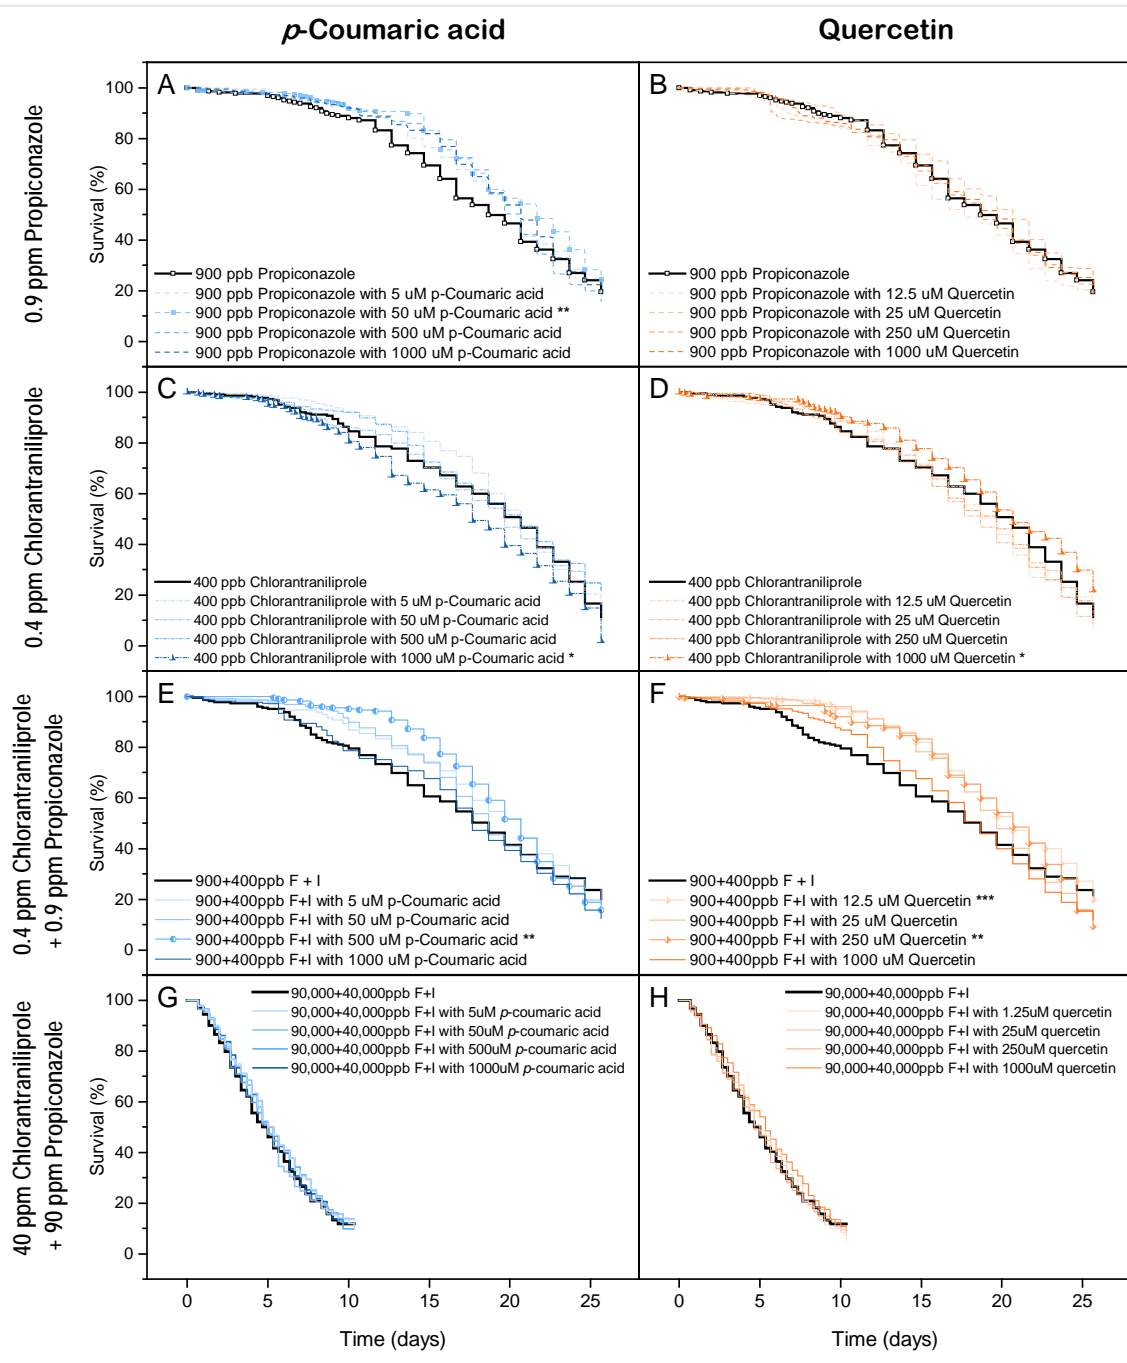 p-Coumaric acid
Quercetin
0.9 ppm Propiconazole
Survival (%)
100
80
60
40
20
0
A
900 ppb Propiconazole
900 ppb Propiconazole with 5 uM p-Coumaric acid
900 ppb Propiconazole with 50 uM p-Coumaric acid **
900 ppb Propiconazole with 500 uM p-Coumaric acid
900 ppb Propiconazole with 1000 uM p-Coumaric acid
B
900 ppb Propiconazole
900 ppb Propiconazole with 12.5 uM Quercetin
900 ppb Propiconazole with 25 uM Quercetin
900 ppb Propiconazole with 250 uM Quercetin
900 ppb Propiconazole with 1000 uM Quercetin
0.4 ppm Chlorantraniliprole
Survival (%)
100
80
60
40
20
0
C
400 ppb Chlorantraniliprole
400 ppb Chlorantraniliprole with 5 uM p-Coumaric acid
400 ppb Chlorantraniliprole with 50 uM p-Coumaric acid
400 ppb Chlorantraniliprole with 500 uM p-Coumaric acid
400 ppb Chlorantraniliprole with 1000 uM p-Coumaric acid *
D
400 ppb Chlorantraniliprole
400 ppb Chlorantraniliprole with 12.5 uM Quercetin
400 ppb Chlorantraniliprole with 25 uM Quercetin
400 ppb Chlorantraniliprole with 250 uM Quercetin
400 ppb Chlorantraniliprole with 1000 uM Quercetin *
0.4 ppm Chlorantraniliprole
+ 0.9 ppm Propiconazole
Survival (%)
100
80
60
40
20
0
E
900+400ppb F + I
900+400ppb F+I with 5 uM p-Coumaric acid
900+400ppb F+I with 50 uM p-Coumaric acid
900+400ppb F+I with 500 uM p-Coumaric acid **
900+400ppb F+I with 1000 uM p-Coumaric acid
F
900+400ppb F + I
900+400ppb F+I with 12.5 uM Quercetin ***
900+400ppb F+I with 25 uM Quercetin
900+400ppb F+I with 250 uM Quercetin **
900+400ppb F+I with 1000 uM Quercetin
40 ppm Chlorantraniliprole
+ 90 ppm Propiconazole
Survival (%)
100
80
60
40
20
0
G
90,000+40,000ppb F+I
90,000+40,000ppb F+I with 5uM p-coumaric acid
90,000+40,000ppb F+I with 50uM p-coumaric acid
90,000+40,000ppb F+I with 500uM p-coumaric acid
90,000+40,000ppb F+I with 1000uM p-coumaric acid
H
90,000+40,000ppb F+I
90,000+40,000ppb F+I with 1.25uM quercetin
90,000+40,000ppb F+I with 25uM quercetin
90,000+40,000ppb F+I with 250uM quercetin
90,000+40,000ppb F+I with 1000uM quercetin
0 5 10 15 20 25
0 5 10 15 20 25
Time (days)
Time (days)